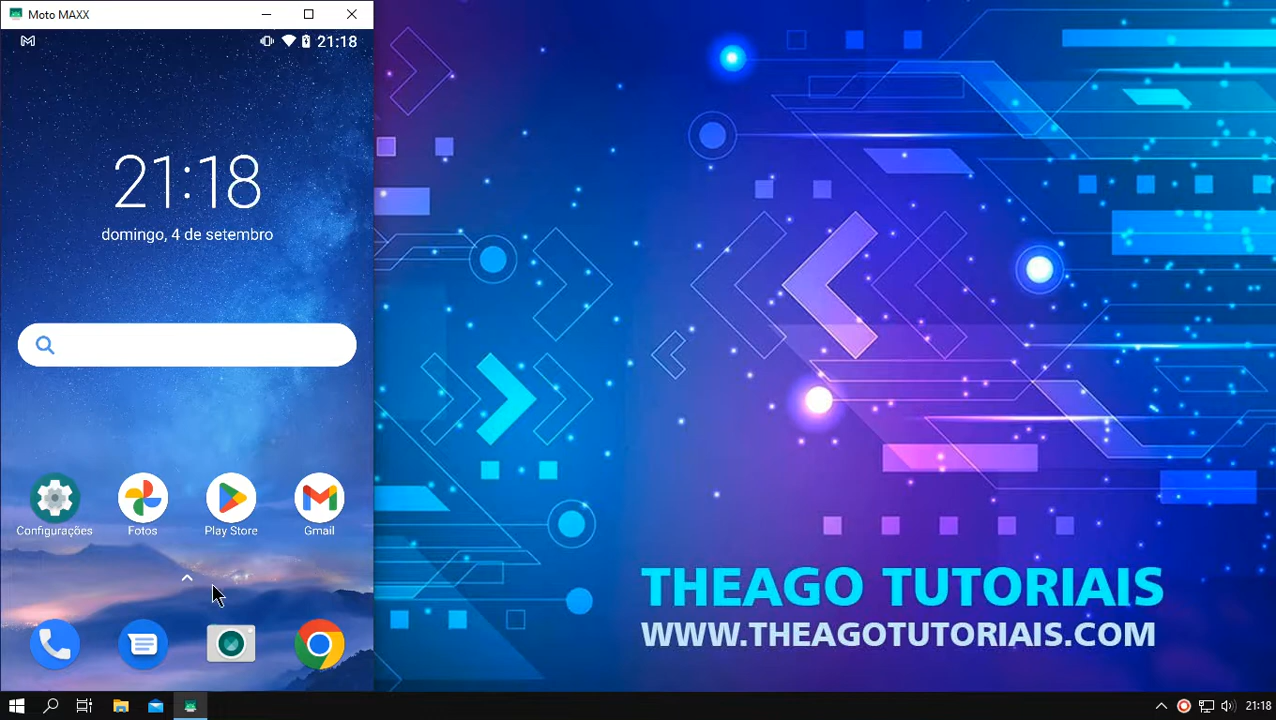 Moto MAXX
21:18
21:18
domingo, 4 de setembro
Configurações
Fotos
Play Store
Gmail
THEAGO TUTORIAIS
WWW.THEAGOTUTORIAIS.COM
21:18